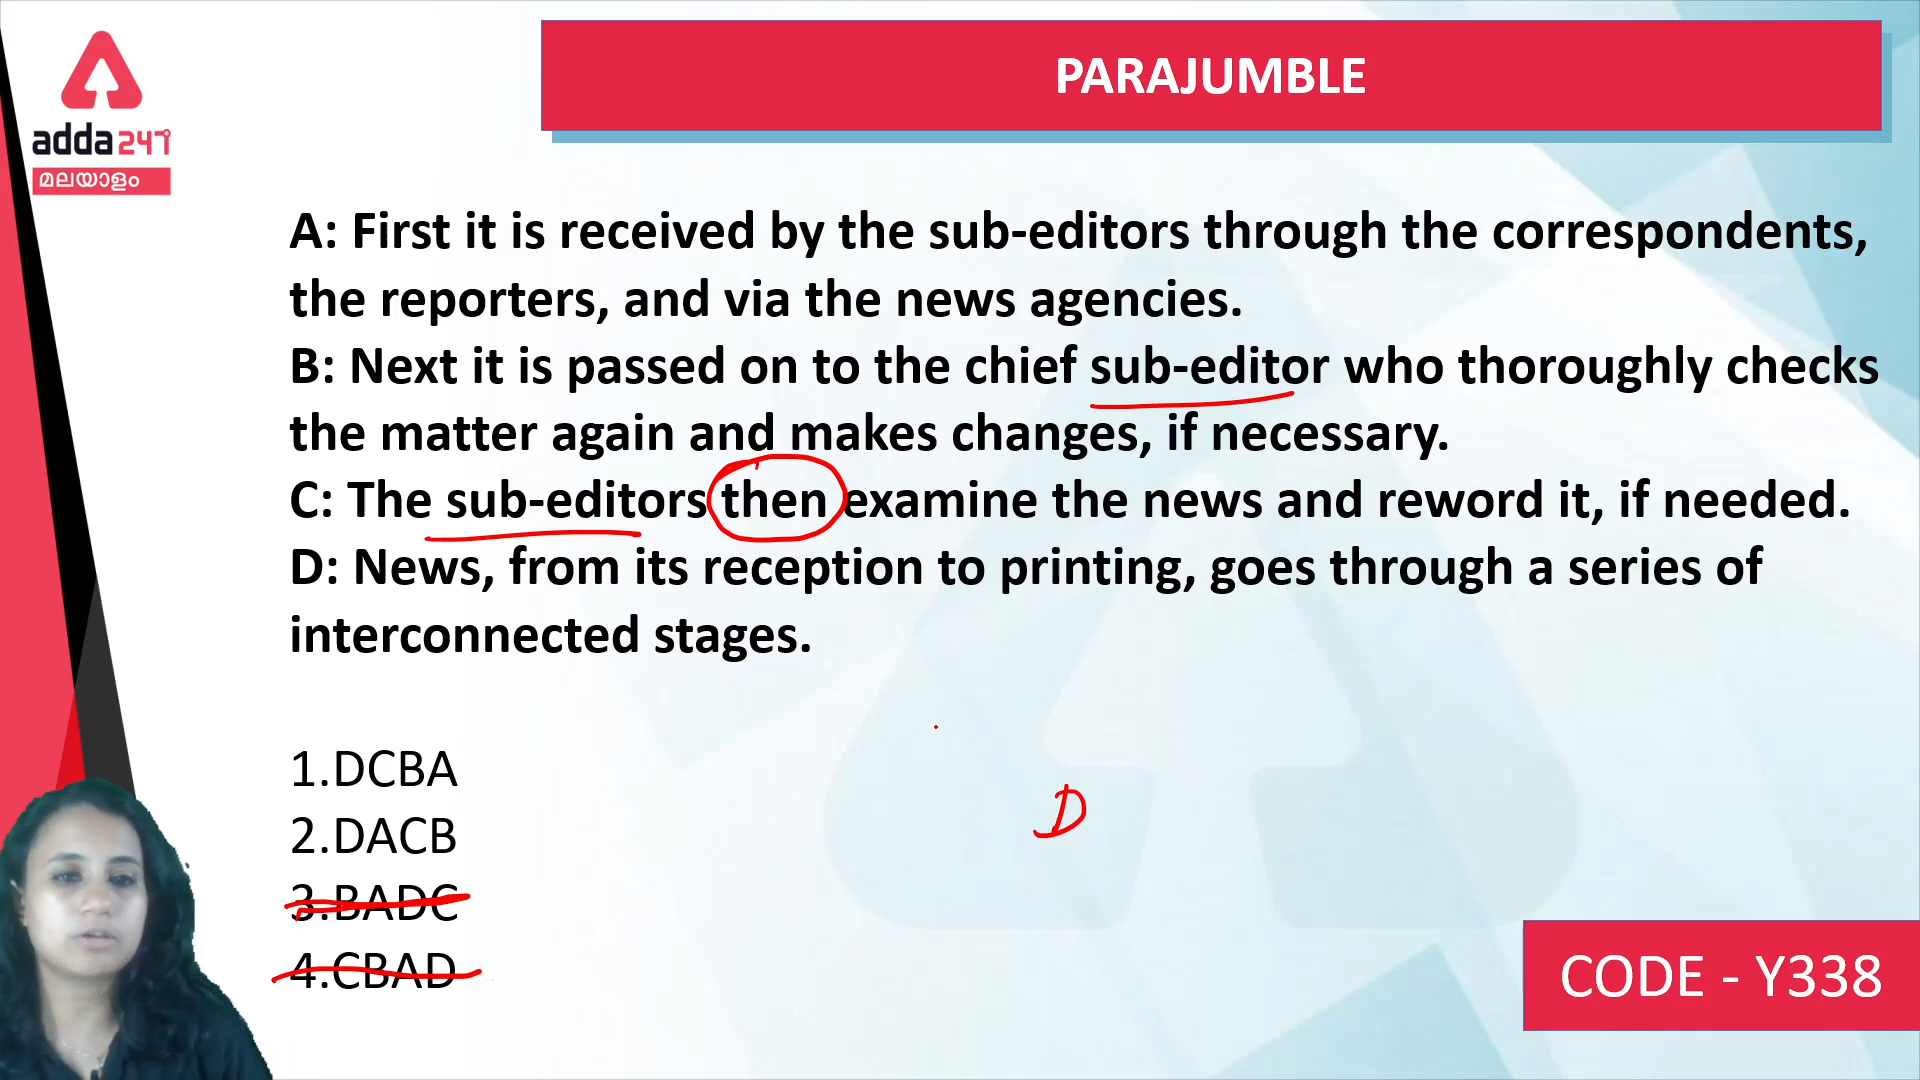 PARAJUMBLE
adda247
മലയാളം
A: First it is received by the sub-editors through the correspondents,
the reporters, and via the news agencies.
B: Next it is passed on to the chief sub-editor who thoroughly checks
the matter again and makes changes, if necessary.
C: The sub-editors then examine the news and reword it, if needed.
D: News, from its reception to printing, goes through a series of
interconnected stages.
1.DCBA
D
2.DACB
3.BADC
4.CBAD
CODE - Y338